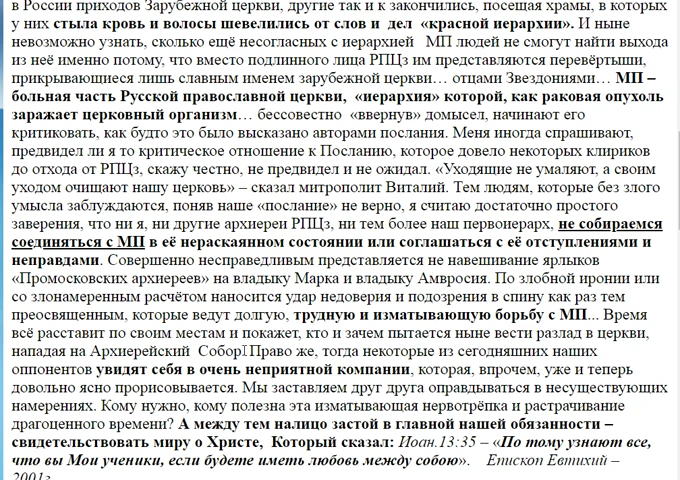 в России приходов Зарубежной церкви, другие так и к закончились, посещая храмы, в которых
у них стыла кровь и волосы шевелились от слов и дел «красной иерархии». И ныне
невозможно узнать, сколько ещё несогласных с иерархией МП людей не смогут найти выхода
из неё именно потому, что вместо подлинного лица РПЦз им представляются перевёртыши,
прикрывающиеся лишь славным именем зарубежной церкви… отцами Звездониями… МП –
больная часть Русской православной церкви, «иерархия» которой, как раковая опухоль
заражает церковный организм… бессовестно «ввернув» домысел, начинают его
критиковать, как будто это было высказано авторами послания. Меня иногда спрашивают,
предвидел ли я то критическое отношение к Посланию, которое довело некоторых клириков
до отхода от РПЦз, скажу честно, не предвидел и не ожидал. «Уходящие не умаляют, а своим
уходом очищают нашу церковь» – сказал митрополит Виталий. Тем людям, которые без злого
умысла заблуждаются, поняв наше «послание» не верно, я считаю достаточно простого
заверения, что ни я, ни другие архиереи РПЦз, ни тем более наш первоиерарх, не собираемся
соединяться с МП в её нераскаянном состоянии или соглашаться с её отступлениями и
неправдами. Совершенно несправедливым представляется не навешивание ярлыков
«Промосковских архиереев» на владыку Марка и владыку Амвросия. По злобной иронии или
со злонамеренным расчётом наносится удар недоверия и подозрения в спину как раз тем
преосвященным, которые ведут долгую, трудную и изматывающую борьбу с МП... Время
всё расставит по своим местам и покажет, кто и зачем пытается ныне вести разлад в церкви,
нападая на Архиерейский Собор. Право же, тогда некоторые из сегодняшних наших
оппонентов увидят себя в очень неприятной компании, которая, впрочем, уже и теперь
довольно ясно прорисовывается. Мы заставляем друг друга оправдываться в несуществующих
намерениях. Кому нужно, кому полезна эта изматывающая нервотрёпка и растрачивание
драгоценного времени? А между тем налицо застой в главной нашей обязанности –
свидетельствовать миру о Христе, Который сказал: Иоан.13:35 – «По тому узнают все,
что вы Мои ученики, если будете иметь любовь между собою». Епископ Евтихий –
2001г